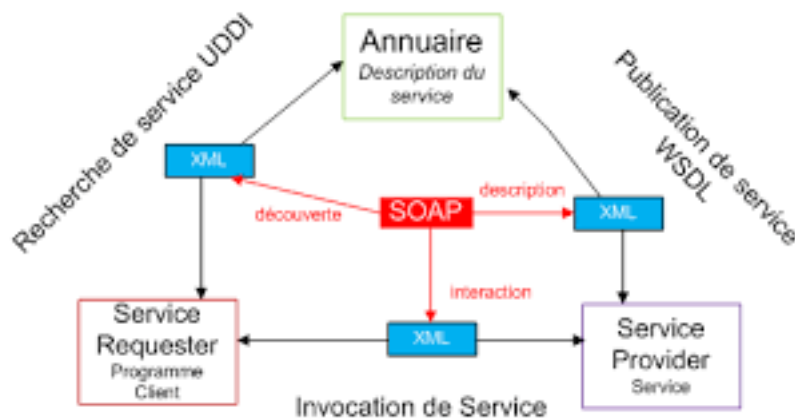 Annuaire
Description du
service
Recherche de service UDDI
Publication de service
WSDL
XML
découverte
SOAP
description
XML
interaction
Service
Requester
Programme
Client
XML
Service
Provider
Service
Invocation de Service